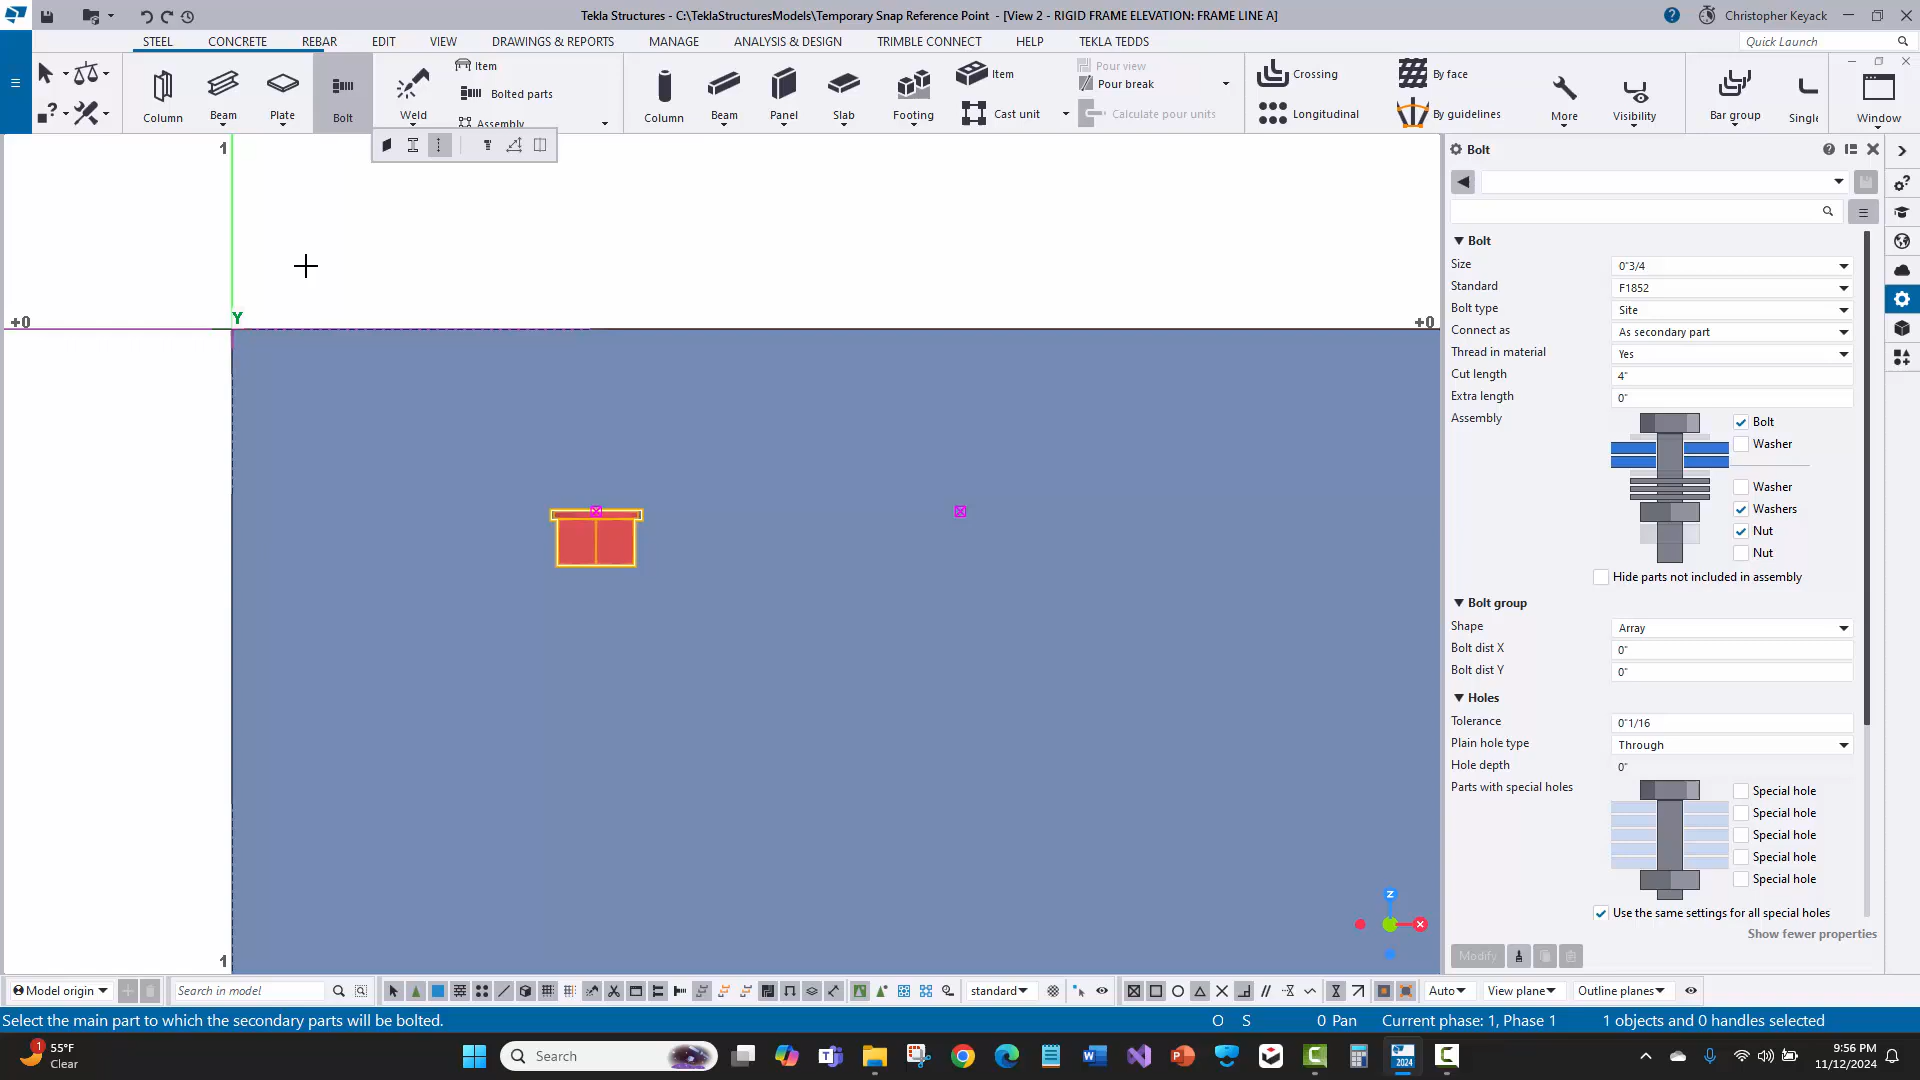 Tekla Structures - C:\TeklaStructuresModels\Temporary Snap Reference Point - [View 2 - RIGID FRAME ELEVATION: FRAME LINE A]
Christopher Keyack
STEEL CONCRETE REBAR EDIT VIEW DRAWINGS & REPORTS MANAGE ANALYSIS & DESIGN TRIMBLE CONNECT HELP TEKLA TEDDS
Quick Launch
Column Beam Plate Bolt Weld
Item
Bolted parts
Assembly
Column Beam Panel Slab Footing
Item
Cast unit
Pour view
Pour break
Calculate pour units
Crossing
Longitudinal
By face
By guidelines
More Visibility Bar group Single Window
1
Y
+0 +0
1
Z
X
Bolt
Bolt
Size 0"3/4
Standard F1852
Bolt type Site
Connect as As secondary part
Thread in material Yes
Cut length 4"
Extra length 0"
Assembly
Bolt
Washer
Washer
Washers
Nut
Nut
Hide parts not included in assembly
Bolt group
Shape Array
Bolt dist X 0"
Bolt dist Y 0"
Holes
Tolerance 0"1/16
Plain hole type Through
Hole depth 0"
Parts with special holes
Special hole
Special hole
Special hole
Special hole
Special hole
Use the same settings for all special holes
Show fewer properties
Modify
Model origin Search in model standard Auto View plane Outline planes
Select the main part to which the secondary parts will be bolted.
O S 0 Pan Current phase: 1, Phase 1 1 objects and 0 handles selected
1
55°F
Clear
Search
2024
9:56 PM
11/12/2024